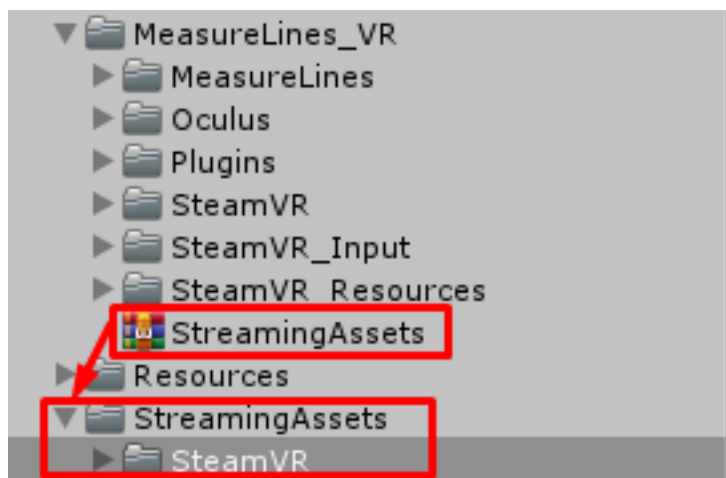 MeasureLines_VR
MeasureLines
Oculus
Plugins
SteamVR
SteamVR_Input
SteamVR_Resources
StreamingAssets
Resources
StreamingAssets
SteamVR